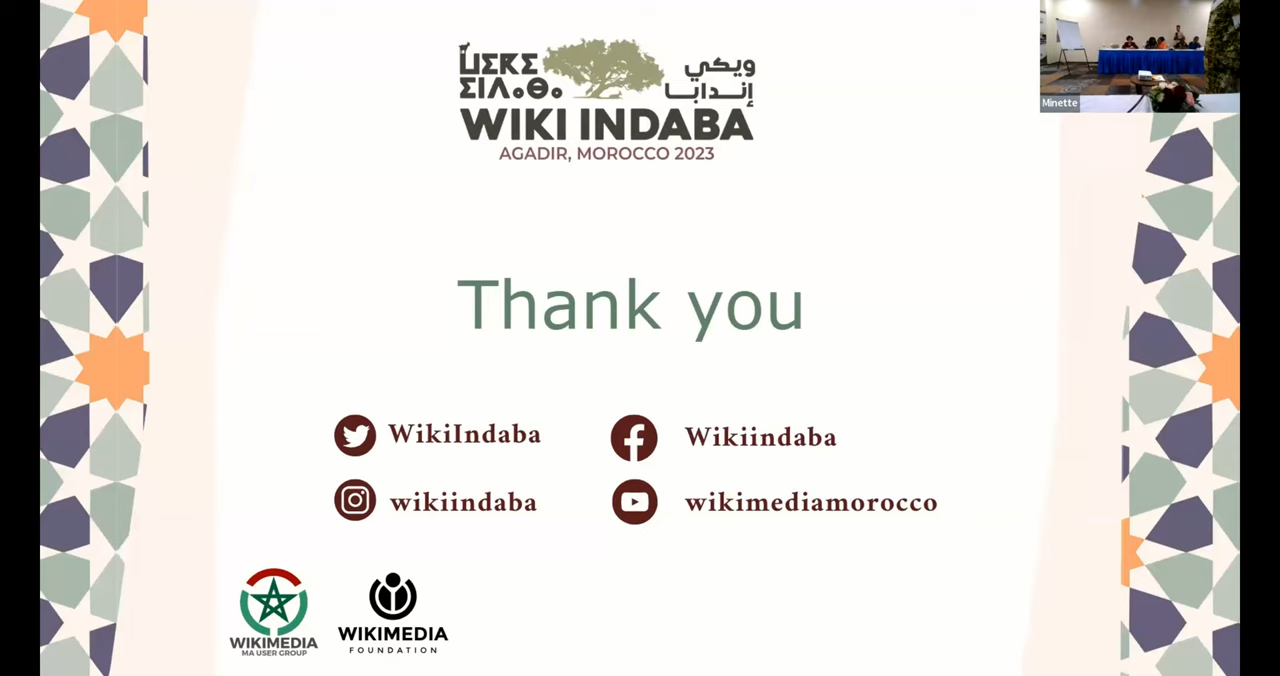 ⵡⵉⴽⵉ
ⵉⵏⴷⴰⴱⴰ
ويكي
إندابا
WIKI INDABA
AGADIR, MOROCCO 2023
Minette
Thank you
WikiIndaba
Wikiindaba
wikiindaba
wikimediamorocco
WIKIMEDIA
MA USER GROUP
WIKIMEDIA
FOUNDATION